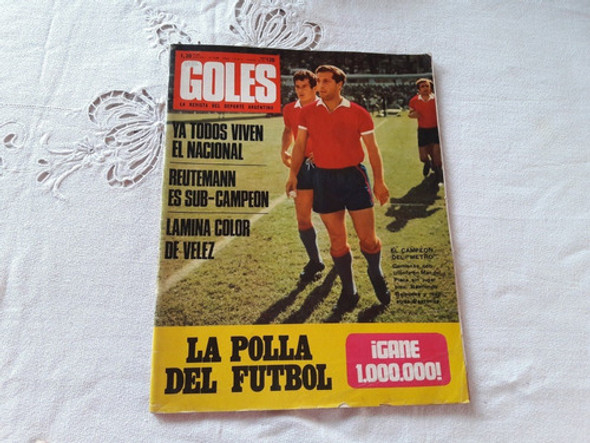 GOLES
LA REVISTA DEL DEPORTE ARGENTINO
YA TODOS VIVEN
EL NACIONAL
REUTEMANN
ES SUB-CAMPEON
LAMINA COLOR
DE VELEZ
EL CAMPEON
DEL "METRO"
LA POLLA
DEL FUTBOL
¡GANE
1.000.000!